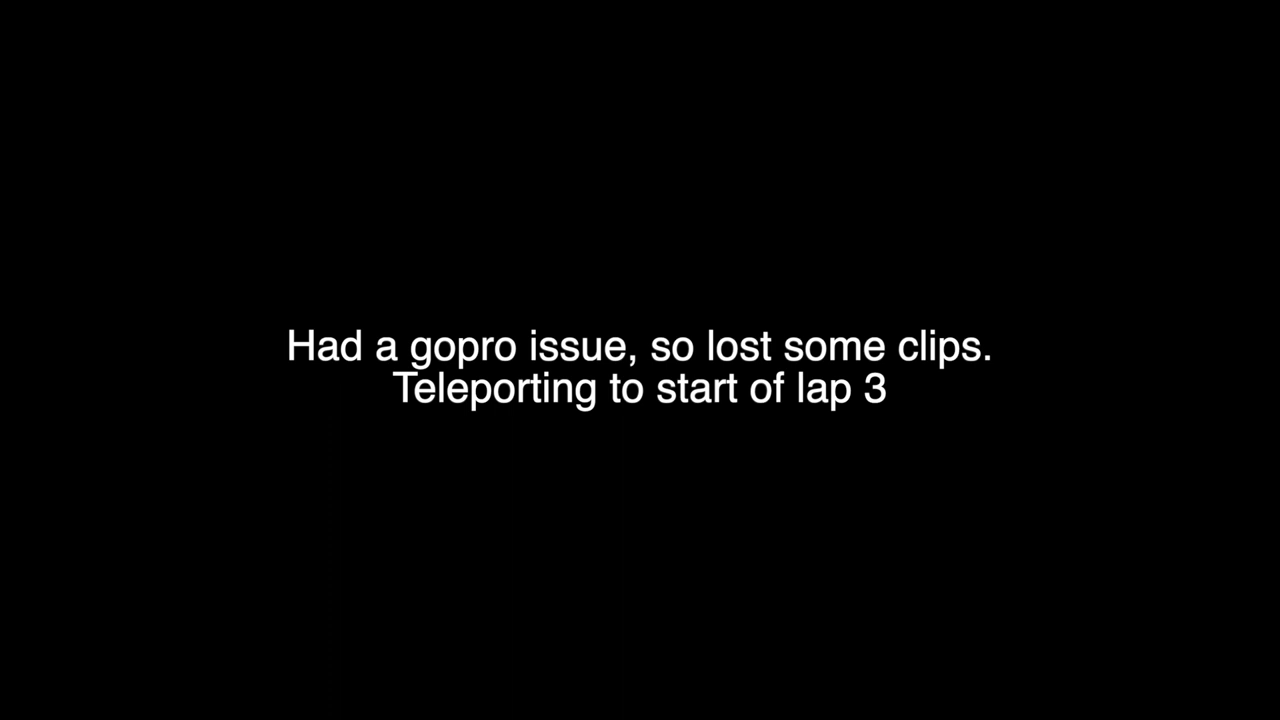 Had a gopro issue, so lost some clips.
Teleporting to start of lap 3